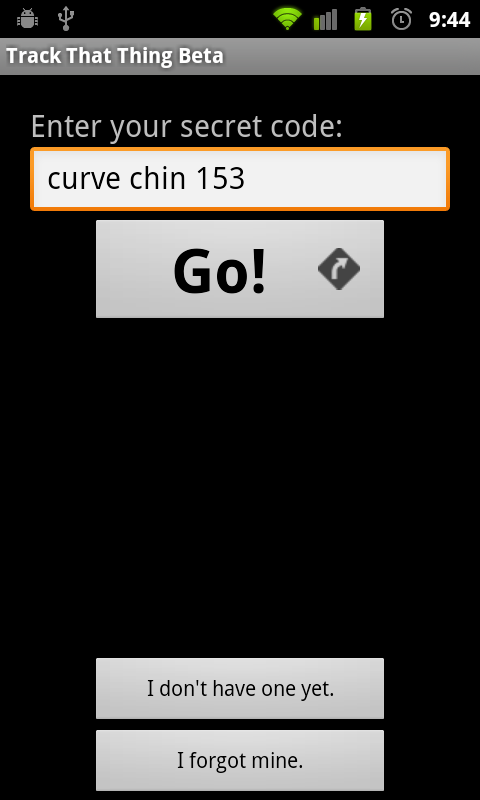 9:44
Track That Thing Beta
Enter your secret code:
curve chin 153
Go!
I don't have one yet.
I forgot mine.